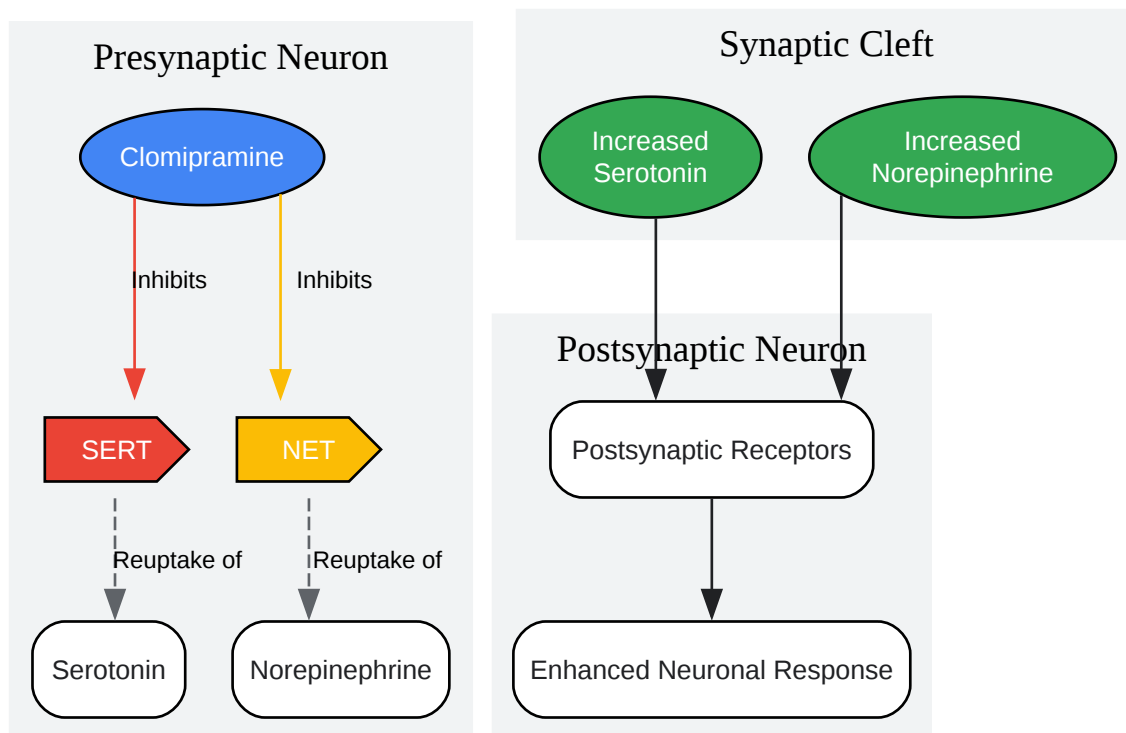 Presynaptic Neuron
Clomipramine
Inhibits
Inhibits
SERT
NET
Reuptake of
Reuptake of
Serotonin
Norepinephrine
Synaptic Cleft
Increased
Serotonin
Increased
Norepinephrine
Postsynaptic Neuron
Postsynaptic Receptors
Enhanced Neuronal Response